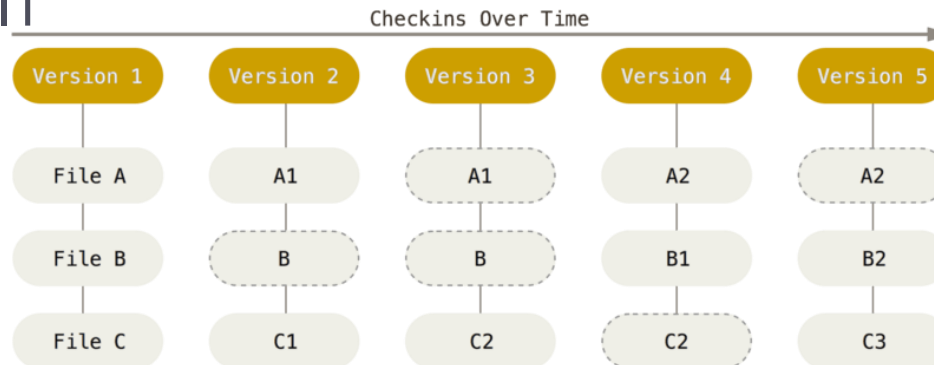 Checkins Over Time
Version 1 Version 2 Version 3 Version 4 Version 5
File A A1 A1 A2 A2
File B B B B1 B2
File C C1 C2 C2 C3